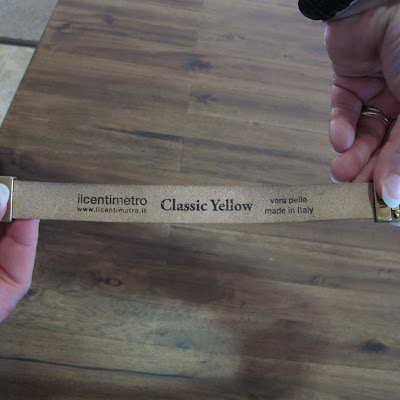 ilcentimetro
www.ilcentimetro.it
Classic Yellow
vera pelle
made in Italy